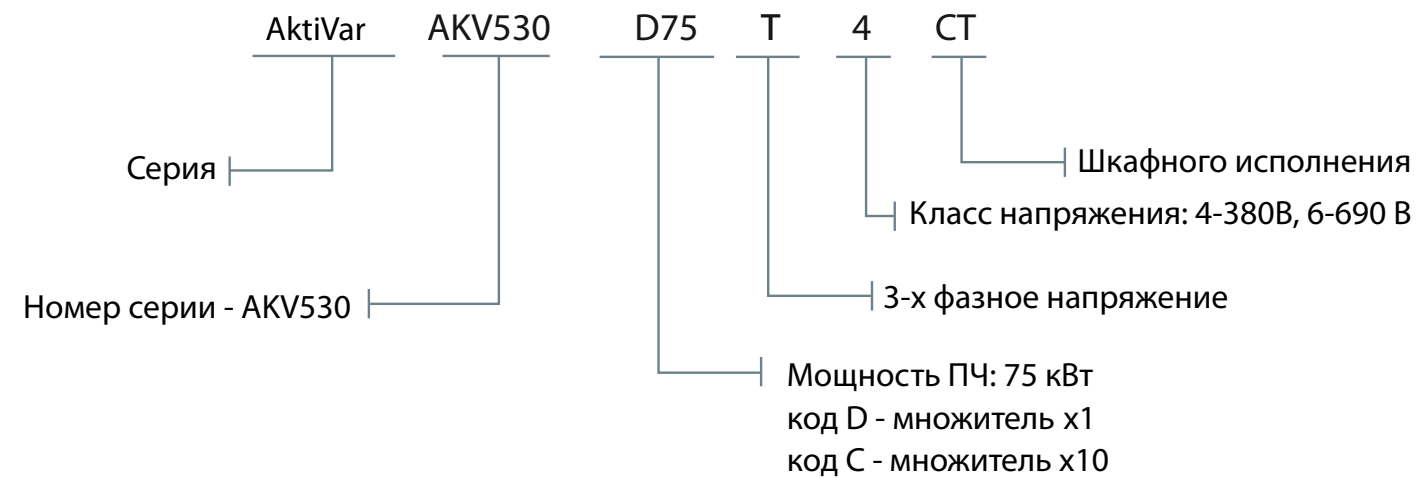 AktiVar AKV530 D75 T 4 CT
Серия
Шкафного исполнения
Класс напряжения: 4-380В, 6-690 В
Номер серии - AKV530
3-х фазное напряжение
Мощность ПЧ: 75 кВт
код D - множитель x1
код C - множитель x10